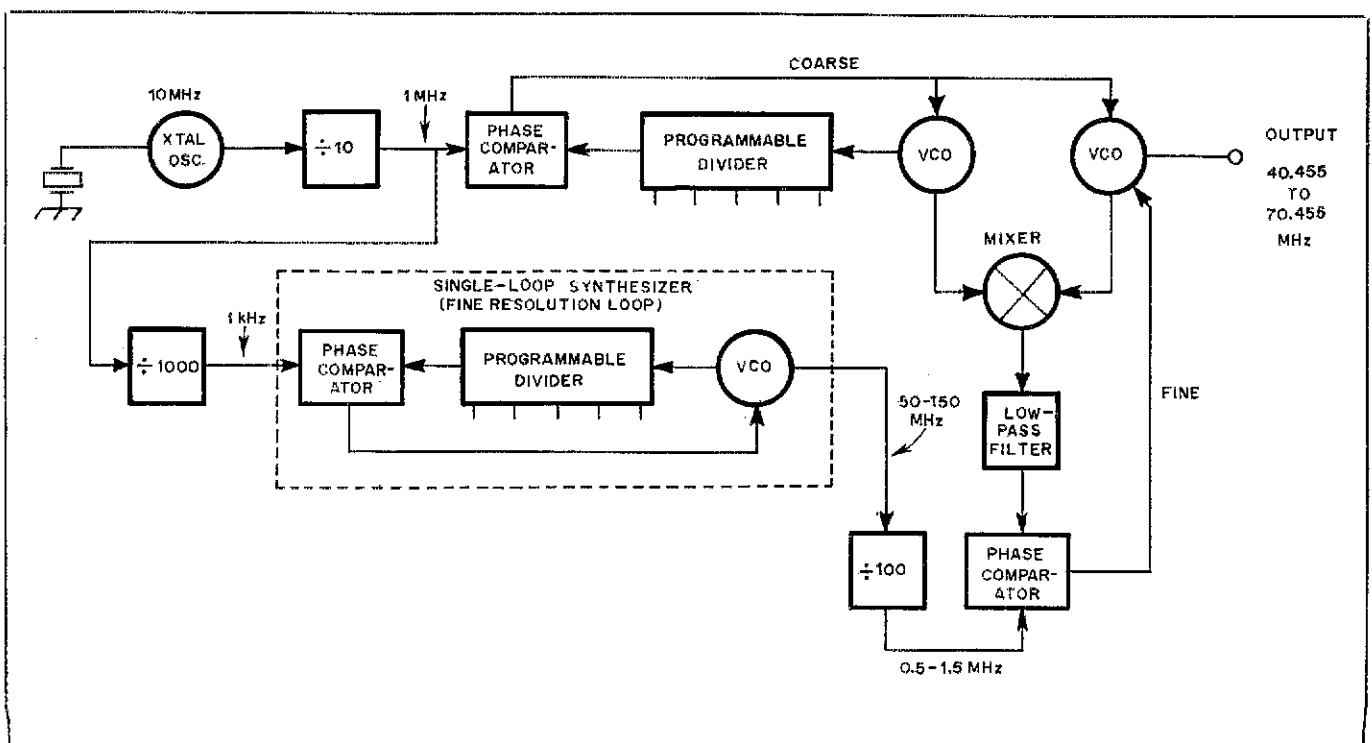 COARSE
10 MHz
1 MHz
XTAL
OSC.
÷10
PHASE
COMPAR-
ATOR
PROGRAMMABLE
DIVIDER
VCO
VCO
OUTPUT
40.455
TO
70.455
MHz
MIXER
SINGLE-LOOP SYNTHESIZER
(FINE RESOLUTION LOOP)
1 kHz
÷1000
PHASE
COMPAR-
ATOR
PROGRAMMABLE
DIVIDER
VCO
50-150
MHz
LOW-
PASS
FILTER
FINE
÷100
PHASE
COMPAR-
ATOR
0.5-1.5 MHz